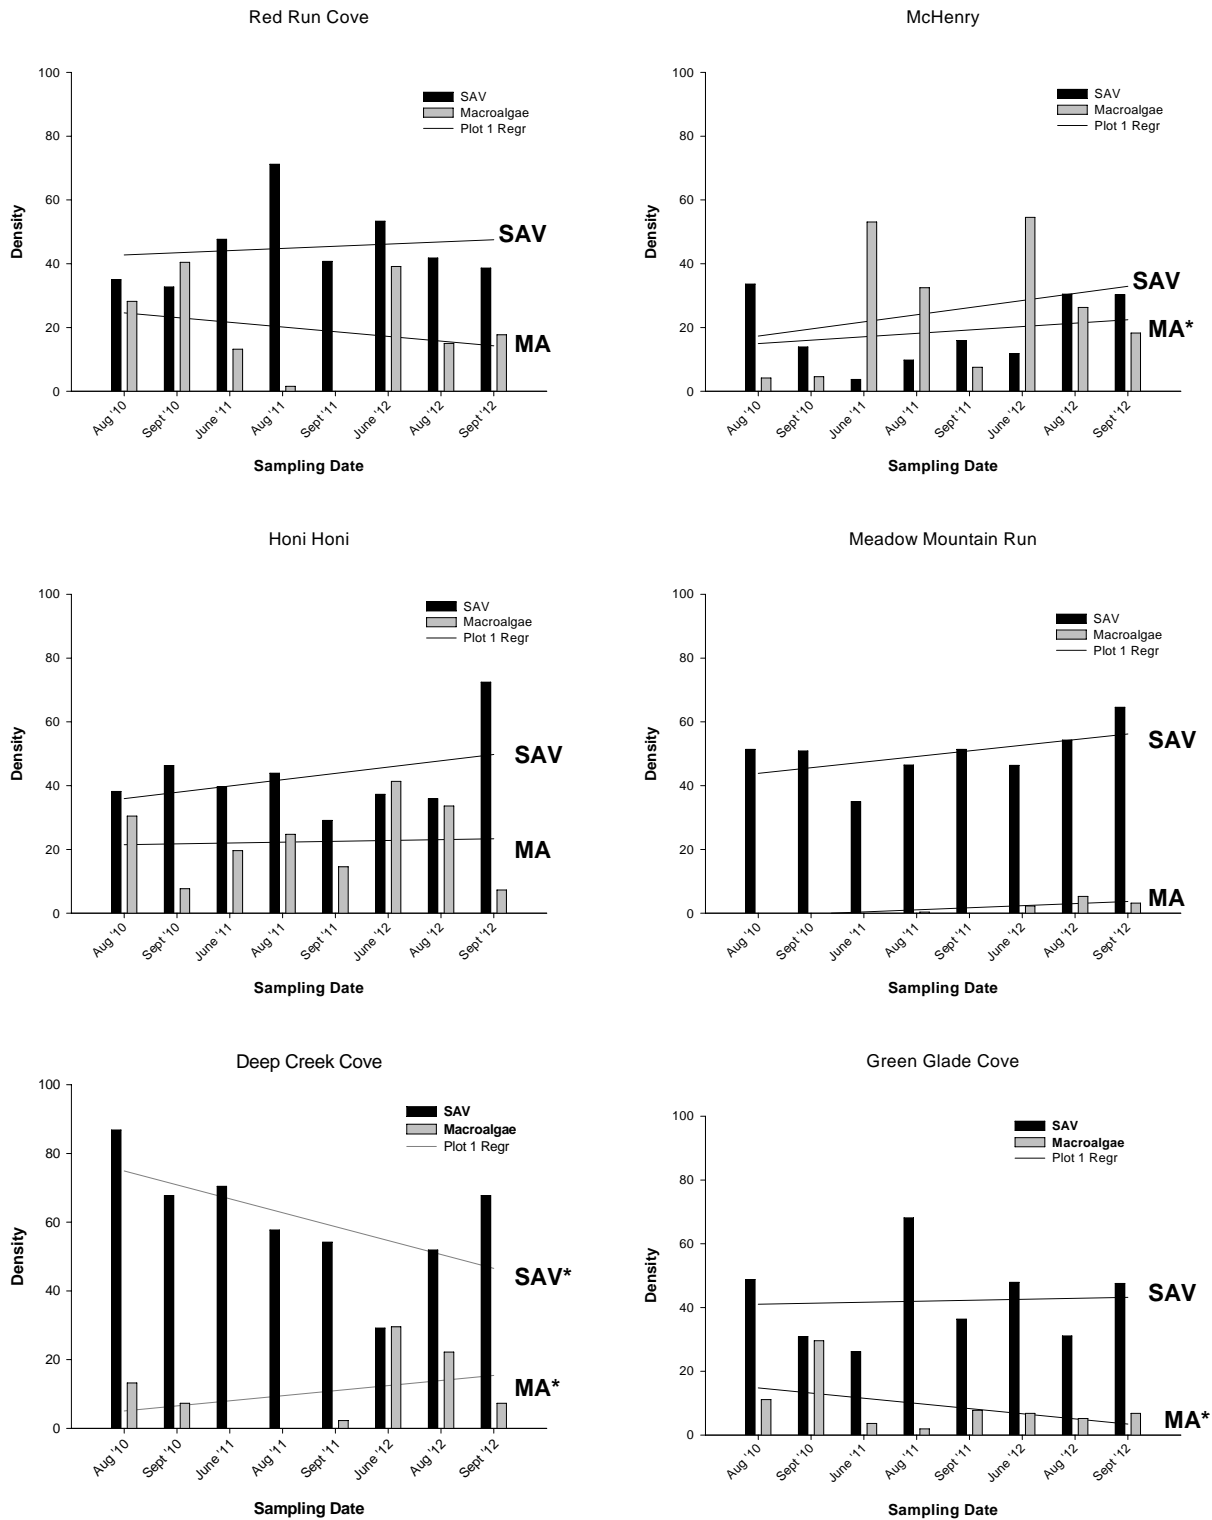 Red Run Cove
100
80
60
40
20
0
Density
SAV
Macroalgae
Plot 1 Regr
SAV
MA
Aug '10
Sept '10
June '11
Aug '11
Sept '11
June '12
Aug '12
Sept '12
Sampling Date
McHenry
100
80
60
40
20
0
Density
SAV
Macroalgae
Plot 1 Regr
SAV
MA*
Aug '10
Sept '10
June '11
Aug '11
Sept '11
June '12
Aug '12
Sept '12
Sampling Date
Honi Honi
100
80
60
40
20
0
Density
SAV
Macroalgae
Plot 1 Regr
SAV
MA
Aug '10
Sept '10
June '11
Aug '11
Sept '11
June '12
Aug '12
Sept '12
Sampling Date
Meadow Mountain Run
100
80
60
40
20
0
Density
SAV
Macroalgae
Plot 1 Regr
SAV
MA
Aug '10
Sept '10
June '11
Aug '11
Sept '11
June '12
Aug '12
Sept '12
Sampling Date
Deep Creek Cove
100
80
60
40
20
0
Density
SAV
Macroalgae
Plot 1 Regr
SAV*
MA*
Aug '10
Sept '10
June '11
Aug '11
Sept '11
June '12
Aug '12
Sept '12
Sampling Date
Green Glade Cove
100
80
60
40
20
0
Density
SAV
Macroalgae
Plot 1 Regr
SAV
MA*
Aug '10
Sept '10
June '11
Aug '11
Sept '11
June '12
Aug '12
Sept '12
Sampling Date